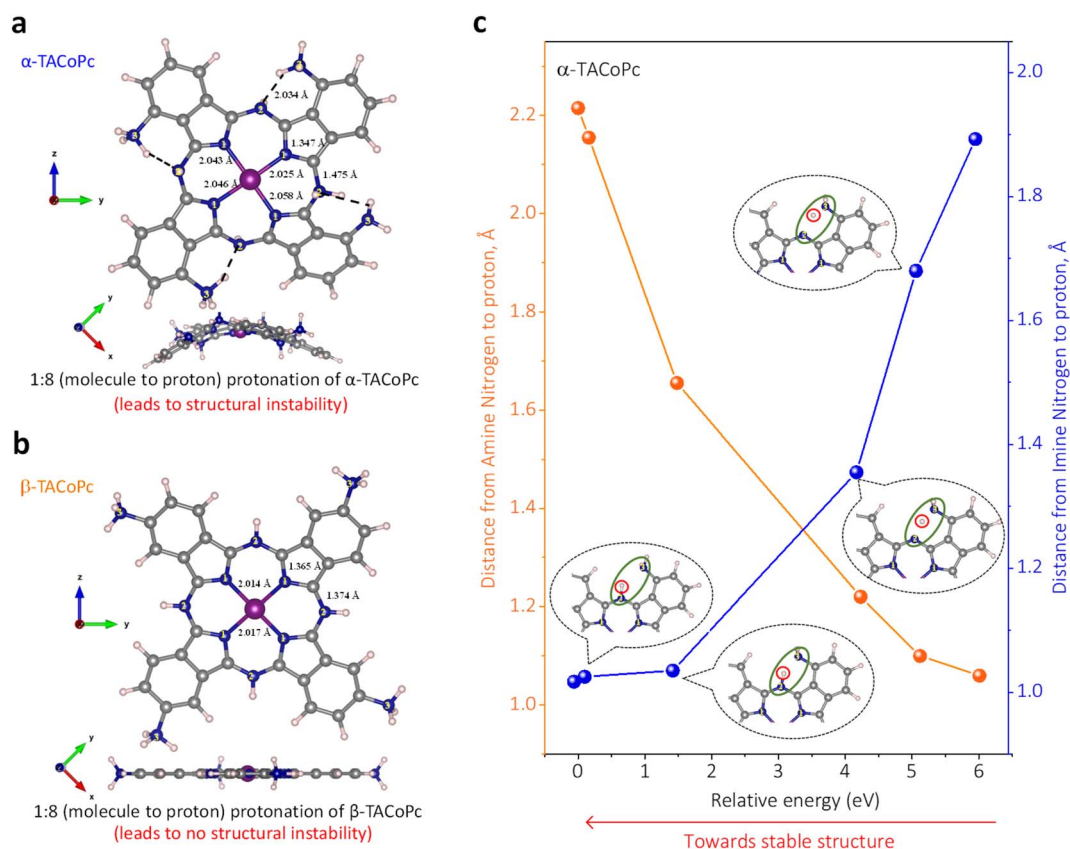 a
α-TACoPc
2.034 Å
1.347 Å
2.043 Å
2.025 Å
1.475 Å
2.046 Å
2.058 Å
z
y
x
y
x
1:8 (molecule to proton) protonation of α-TACoPc
(leads to structural instability)
b
β-TACoPc
1.365 Å
2.014 Å
1.374 Å
2.017 Å
z
y
y
x
1:8 (molecule to proton) protonation of β-TACoPc
(leads to no structural instability)
c
α-TACoPc
Distance from Amine Nitrogen to proton, Å
2.2
2.0
1.8
1.6
1.4
1.2
1.0
Distance from Imine Nitrogen to proton, Å
2.0
1.8
1.6
1.4
1.2
1.0
0
1
2
3
4
5
6
Relative energy (eV)
Towards stable structure